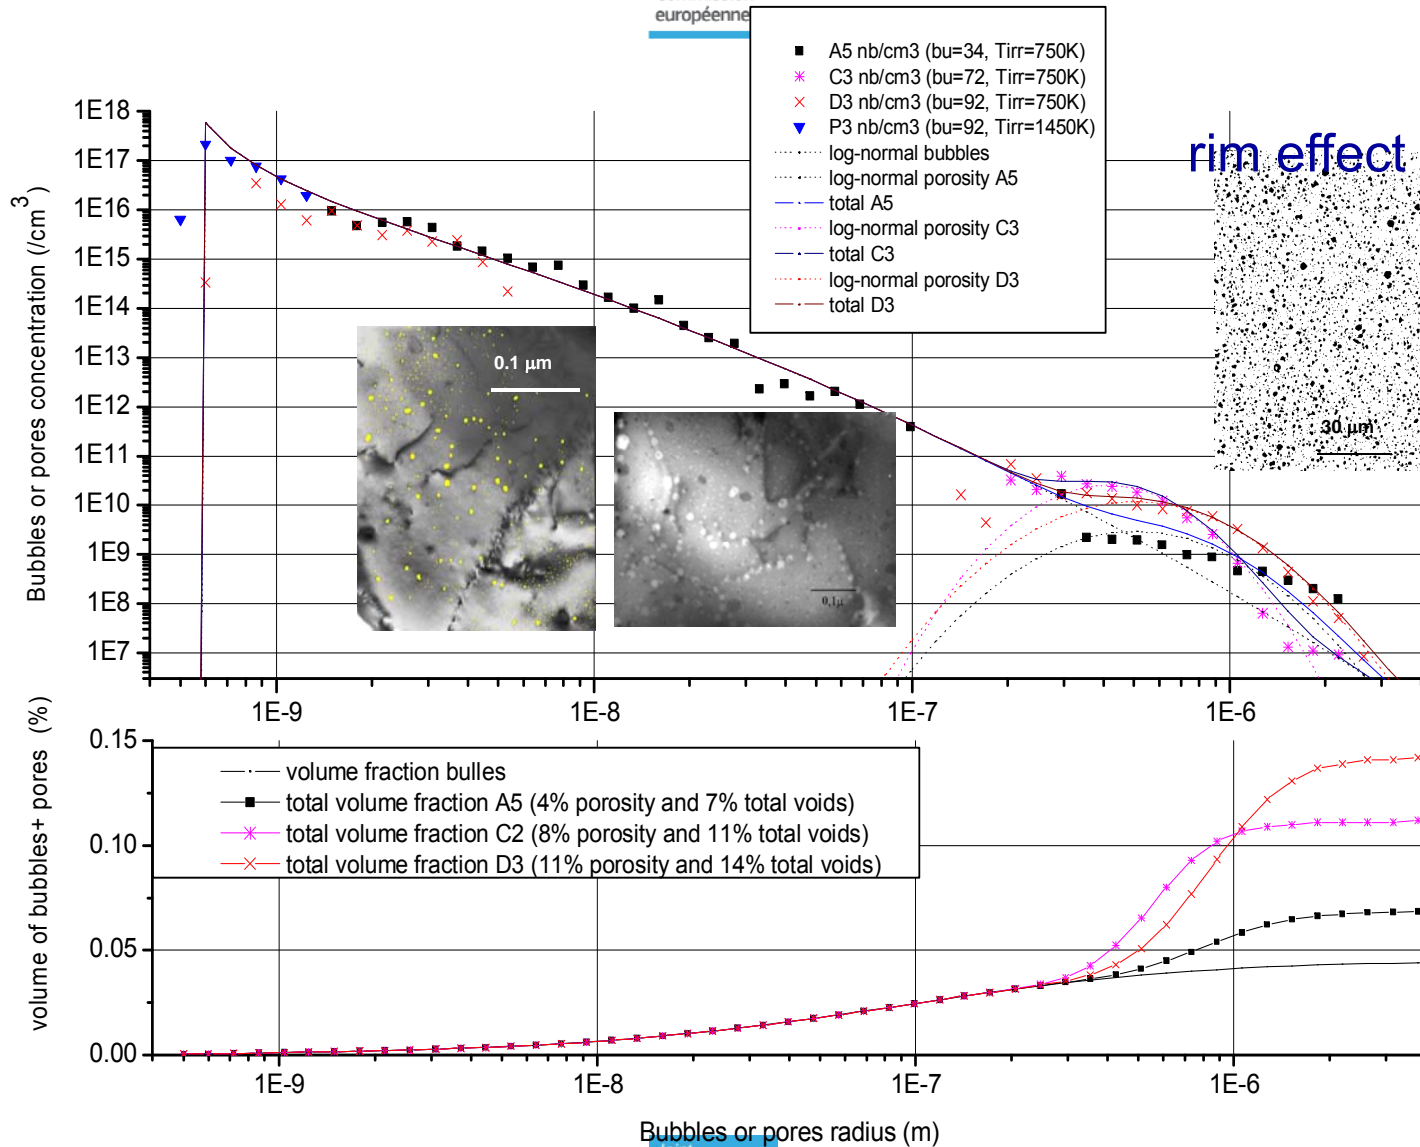 européenne
A5 nb/cm3 (bu=34, Tirr=750K)
C3 nb/cm3 (bu=72, Tirr=750K)
D3 nb/cm3 (bu=92, Tirr=750K)
P3 nb/cm3 (bu=92, Tirr=1450K)
log-normal bubbles
log-normal porosity A5
total A5
log-normal porosity C3
total C3
log-normal porosity D3
total D3
rim effect
30 µm
Bubbles or pores concentration (/cm³)
1E18
1E17
1E16
1E15
1E14
1E13
1E12
1E11
1E10
1E9
1E8
1E7
0.1 µm
0,1µ
1E-9 1E-8 1E-7 1E-6
volume of bubbles+ pores (%)
0.15
0.10
0.05
0.00
volume fraction bulles
total volume fraction A5 (4% porosity and 7% total voids)
total volume fraction C2 (8% porosity and 11% total voids)
total volume fraction D3 (11% porosity and 14% total voids)
1E-9 1E-8 1E-7 1E-6
Bubbles or pores radius (m)